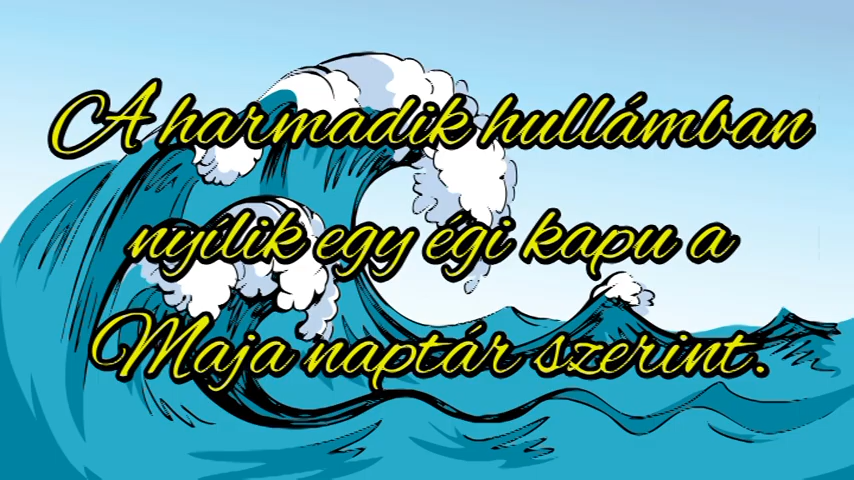 A harmadik hullámban
nyílik egy égi kapu a
Maja naptár szerint.